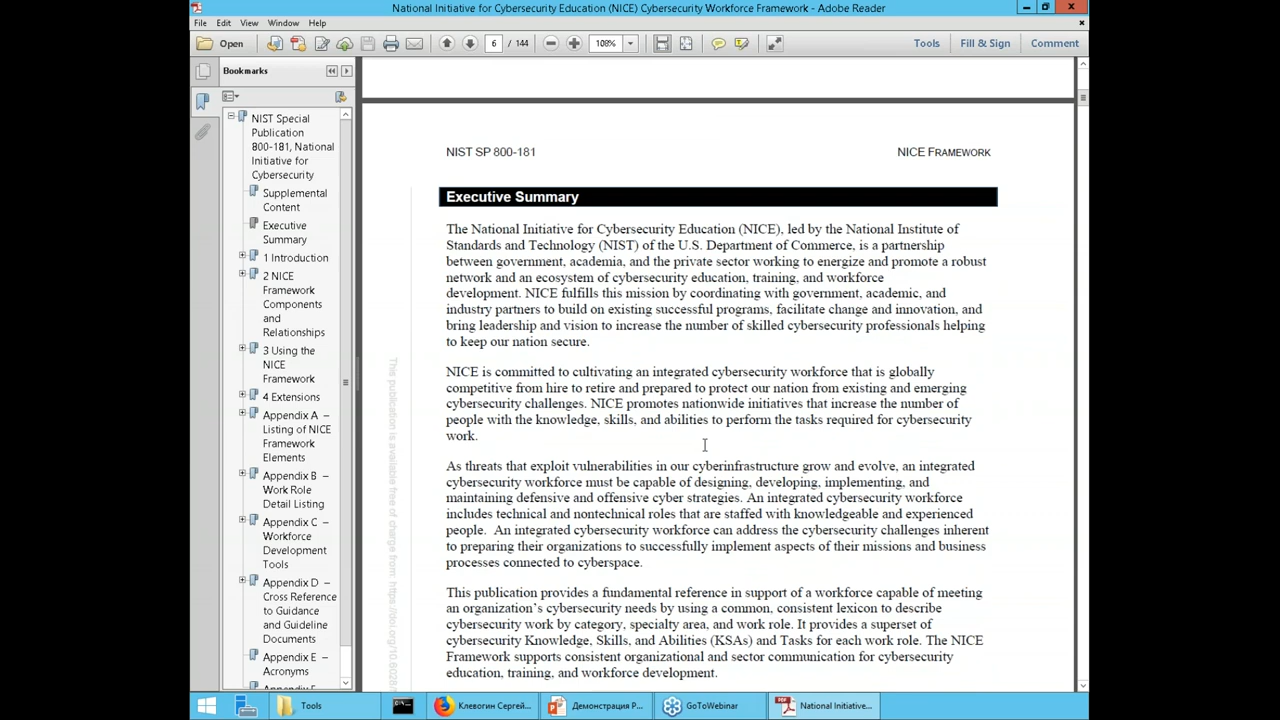 National Initiative for Cybersecurity Education (NICE) Cybersecurity Workforce Framework - Adobe Reader
File Edit View Window Help
Open
6 / 144
108%
Tools Fill & Sign Comment
Bookmarks
NIST Special
Publication
800-181, National
Initiative for
Cybersecurity
Supplemental
Content
Executive
Summary
1 Introduction
2 NICE
Framework
Components
and
Relationships
3 Using the
NICE
Framework
4 Extensions
Appendix A –
Listing of NICE
Framework
Elements
Appendix B –
Work Role
Detail Listing
Appendix C –
Workforce
Development
Tools
Appendix D –
Cross Reference
to Guidance
and Guideline
Documents
Appendix E –
Acronyms
NIST SP 800-181 NICE FRAMEWORK
Executive Summary
The National Initiative for Cybersecurity Education (NICE), led by the National Institute of
Standards and Technology (NIST) of the U.S. Department of Commerce, is a partnership
between government, academia, and the private sector working to energize and promote a robust
network and an ecosystem of cybersecurity education, training, and workforce
development. NICE fulfills this mission by coordinating with government, academic, and
industry partners to build on existing successful programs, facilitate change and innovation, and
bring leadership and vision to increase the number of skilled cybersecurity professionals helping
to keep our nation secure.
NICE is committed to cultivating an integrated cybersecurity workforce that is globally
competitive from hire to retire and prepared to protect our nation from existing and emerging
cybersecurity challenges. NICE promotes nationwide initiatives that increase the number of
people with the knowledge, skills, and abilities to perform the tasks required for cybersecurity
work.
As threats that exploit vulnerabilities in our cyberinfrastructure grow and evolve, an integrated
cybersecurity workforce must be capable of designing, developing, implementing, and
maintaining defensive and offensive cyber strategies. An integrated cybersecurity workforce
includes technical and nontechnical roles that are staffed with knowledgeable and experienced
people. An integrated cybersecurity workforce can address the cybersecurity challenges inherent
to preparing their organizations to successfully implement aspects of their missions and business
processes connected to cyberspace.
This publication provides a fundamental reference in support of a workforce capable of meeting
an organization's cybersecurity needs by using a common, consistent lexicon to describe
cybersecurity work by category, specialty area, and work role. It provides a superset of
cybersecurity Knowledge, Skills, and Abilities (KSAs) and Tasks for each work role. The NICE
Framework supports consistent organizational and sector communication for cybersecurity
education, training, and workforce development.
This publication is available free of charge from: https://doi.org/10.6028/
Tools
Клевогин Сергей...
Демонстрация P...
GoToWebinar
National Initiative...